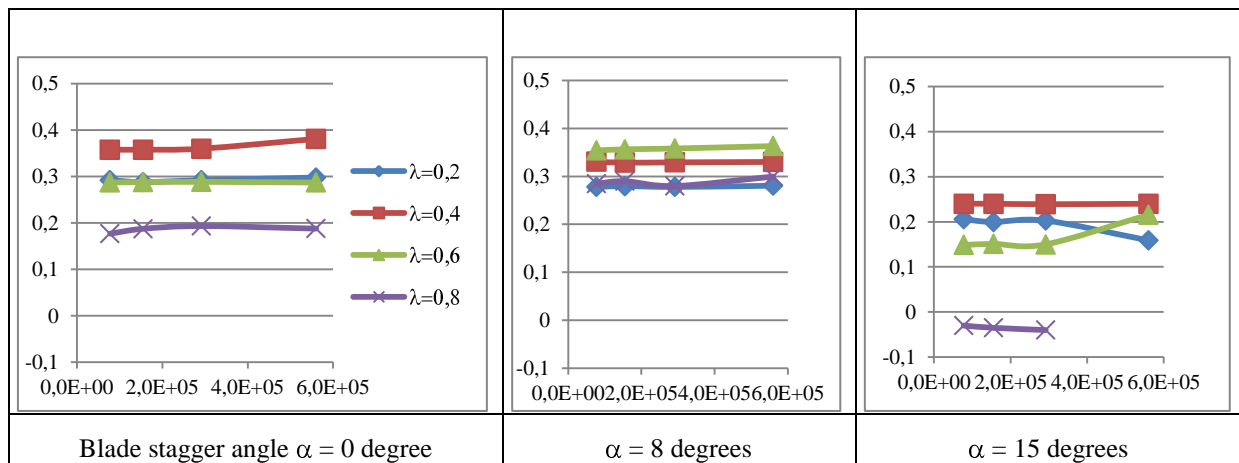 0,5
0,4
0,3
0,2
0,1
0
-0,1
0,0E+00 2,0E+05 4,0E+05 6,0E+05
λ=0,2
λ=0,4
λ=0,6
λ=0,8
0,5
0,4
0,3
0,2
0,1
0
-0,1
0,0E+002,0E+054,0E+056,0E+05
0,5
0,4
0,3
0,2
0,1
0
-0,1
0,0E+00 2,0E+05 4,0E+05 6,0E+05
Blade stagger angle α = 0 degree
α = 8 degrees
α = 15 degrees